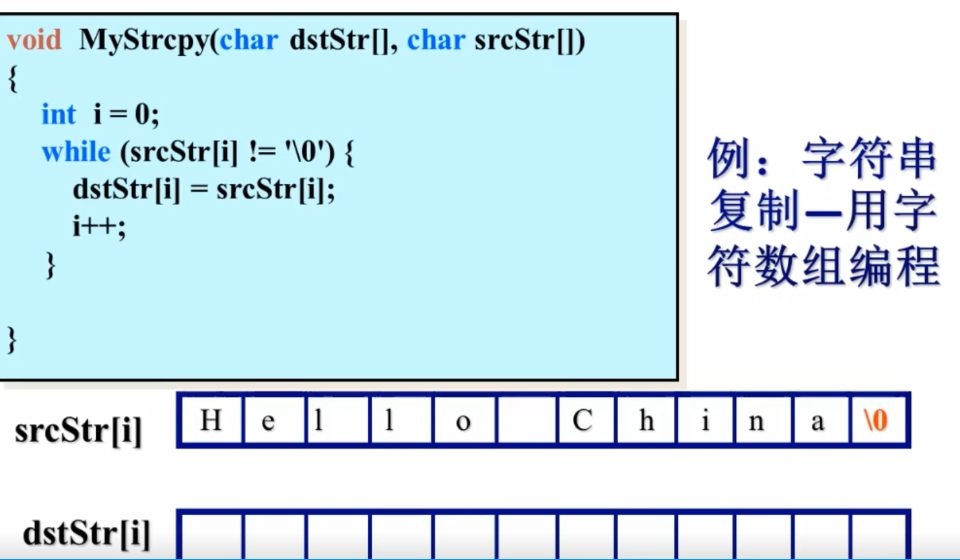 void MyStrcpy(char dstStr[], char srcStr[])
{
int i = 0;
while (srcStr[i] != '\0') {
dstStr[i] = srcStr[i];
i++;
}
}
例：字符串
复制—用字
符数组编程
srcStr[i] H e l l o C h i n a \0
dstStr[i]